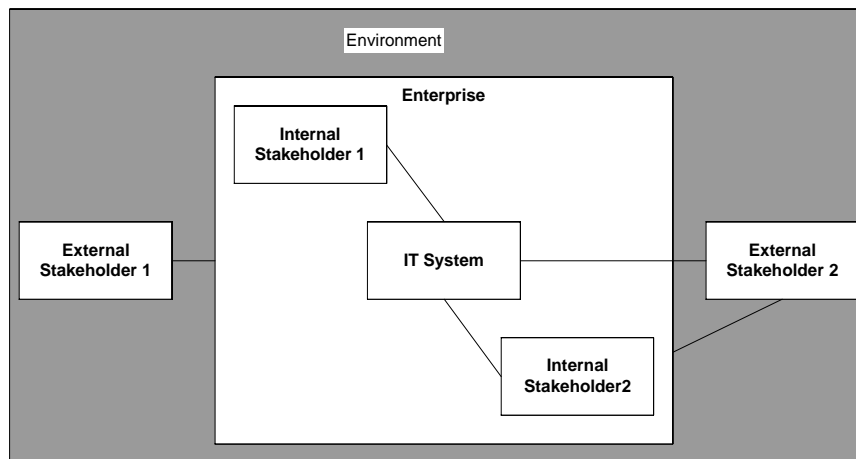 Environment
Enterprise
Internal
Stakeholder 1
External
Stakeholder 1
IT System
External
Stakeholder 2
Internal
Stakeholder2